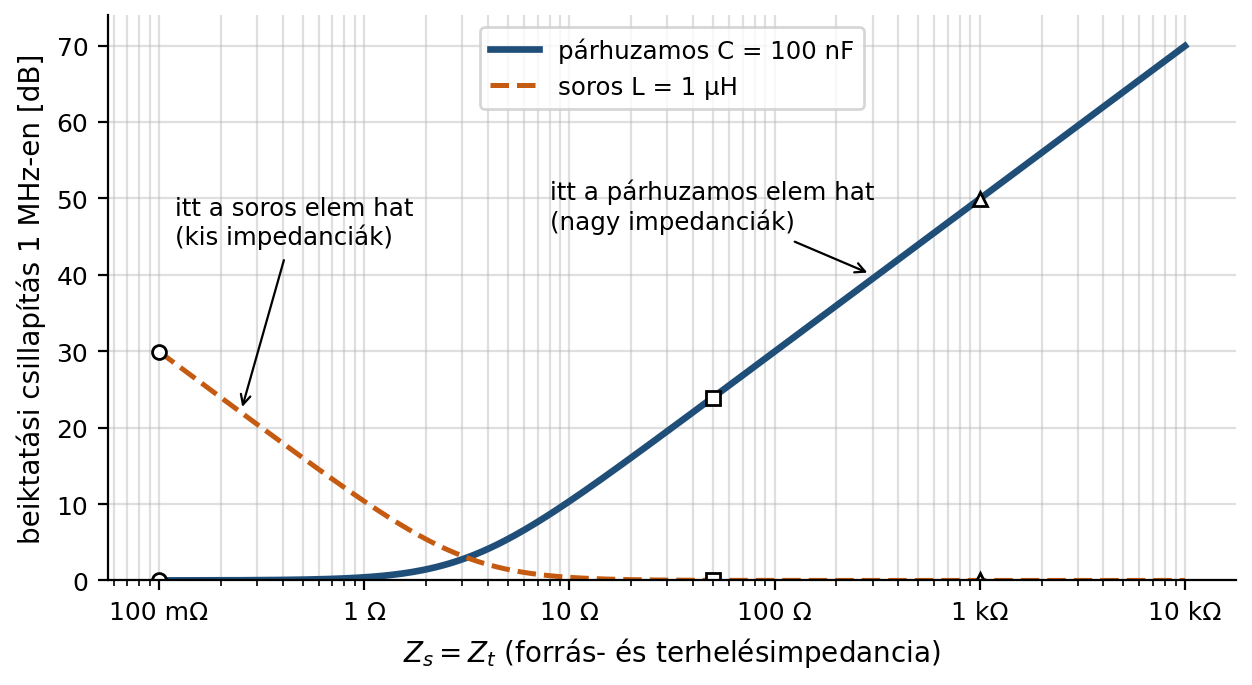 párhuzamos C = 100 nF
soros L = 1 µH
itt a soros elem hat
(kis impedanciák)
itt a párhuzamos elem hat
(nagy impedanciák)
beiktatási csillapítás 1 MHz-en [dB]
70
60
50
40
30
20
10
0
100 mΩ
1 Ω
10 Ω
100 Ω
1 kΩ
10 kΩ
Zs = Zt (forrás- és terhelésimpedancia)